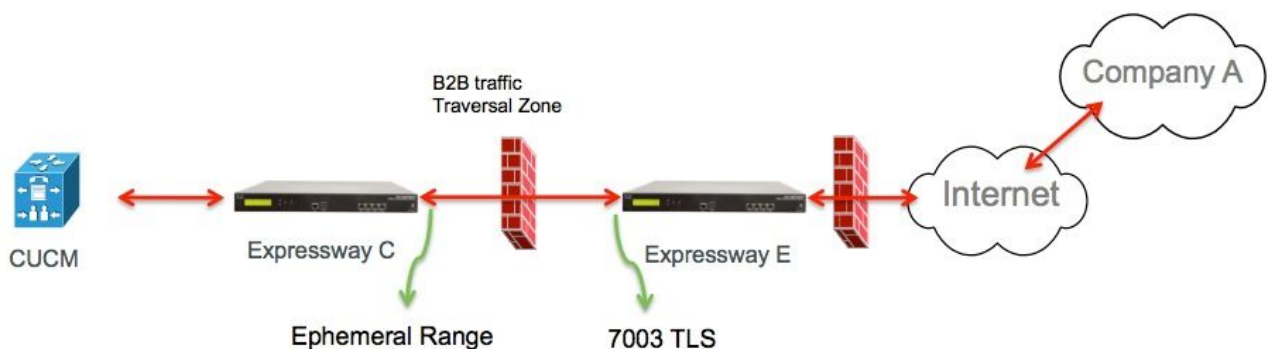 B2B traffic
Traversal Zone
Company A
Internet
CUCM
Expressway C
Expressway E
Ephemeral Range
7003 TLS